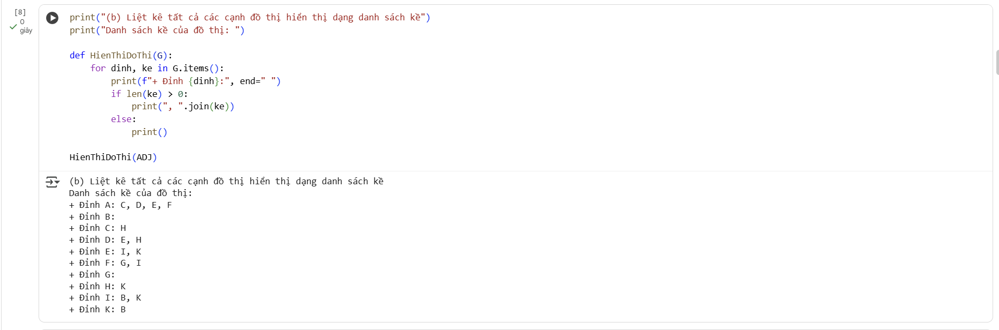 [8]
0
giây
print("(b) Liệt kê tất cả các cạnh đồ thị hiển thị dạng danh sách kề")
print("Danh sách kề của đồ thị: ")
def HienThiDoThi(G):
    for dinh, ke in G.items():
        print(f"+ Đỉnh {dinh}:", end=" ")
        if len(ke) > 0:
            print(", ".join(ke))
        else:
            print()
HienThiDoThi(ADJ)
(b) Liệt kê tất cả các cạnh đồ thị hiển thị dạng danh sách kề
Danh sách kề của đồ thị:
+ Đỉnh A: C, D, E, F
+ Đỉnh B:
+ Đỉnh C: H
+ Đỉnh D: E, H
+ Đỉnh E: I, K
+ Đỉnh F: G, I
+ Đỉnh G:
+ Đỉnh H: K
+ Đỉnh I: B, K
+ Đỉnh K: B